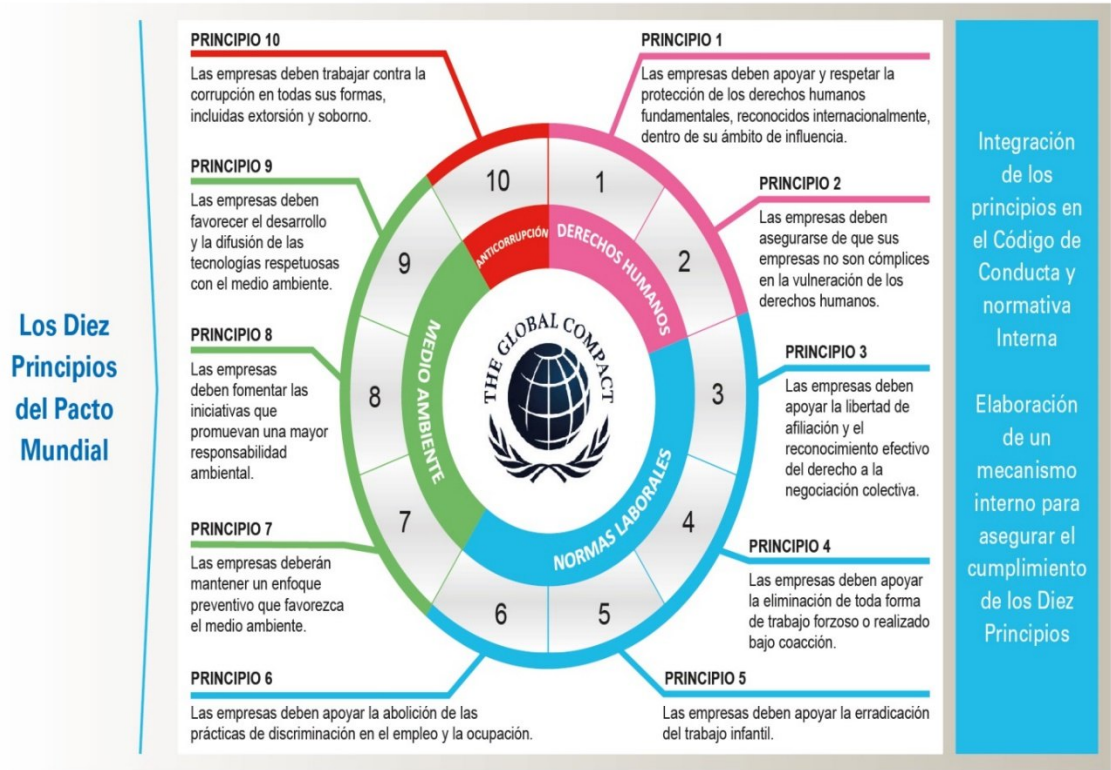 Los Diez
Principios
del Pacto
Mundial
PRINCIPIO 10
Las empresas deben trabajar contra la
corrupción en todas sus formas,
incluidas extorsión y soborno.
PRINCIPIO 9
Las empresas deben
favorecer el desarrollo
y la difusión de las
tecnologías respetuosas
con el medio ambiente.
PRINCIPIO 8
Las empresas
deben fomentar las
iniciativas que
promuevan una mayor
responsabilidad
ambiental.
PRINCIPIO 7
Las empresas deberán
mantener un enfoque
preventivo que favorezca
el medio ambiente.
PRINCIPIO 6
Las empresas deben apoyar la abolición de las
prácticas de discriminación en el empleo y la ocupación.
10
1
2
3
4
5
6
7
8
9
ANTICORRUPCIÓN
DERECHOS HUMANOS
NORMAS LABORALES
MEDIO AMBIENTE
THE GLOBAL COMPACT
PRINCIPIO 1
Las empresas deben apoyar y respetar la
protección de los derechos humanos
fundamentales, reconocidos internacionalmente,
dentro de su ámbito de influencia.
PRINCIPIO 2
Las empresas deben
asegurarse de que sus
empresas no son cómplices
en la vulneración de los
derechos humanos.
PRINCIPIO 3
Las empresas deben
apoyar la libertad de
afiliación y el
reconocimiento efectivo
del derecho a la
negociación colectiva.
PRINCIPIO 4
Las empresas deben apoyar
la eliminación de toda forma
de trabajo forzoso o realizado
bajo coacción.
PRINCIPIO 5
Las empresas deben apoyar la erradicación
del trabajo infantil.
Integración
de los
principios en
el Código de
Conducta y
normativa
Interna
Elaboración
de un
mecanismo
interno para
asegurar el
cumplimiento
de los Diez
Principios